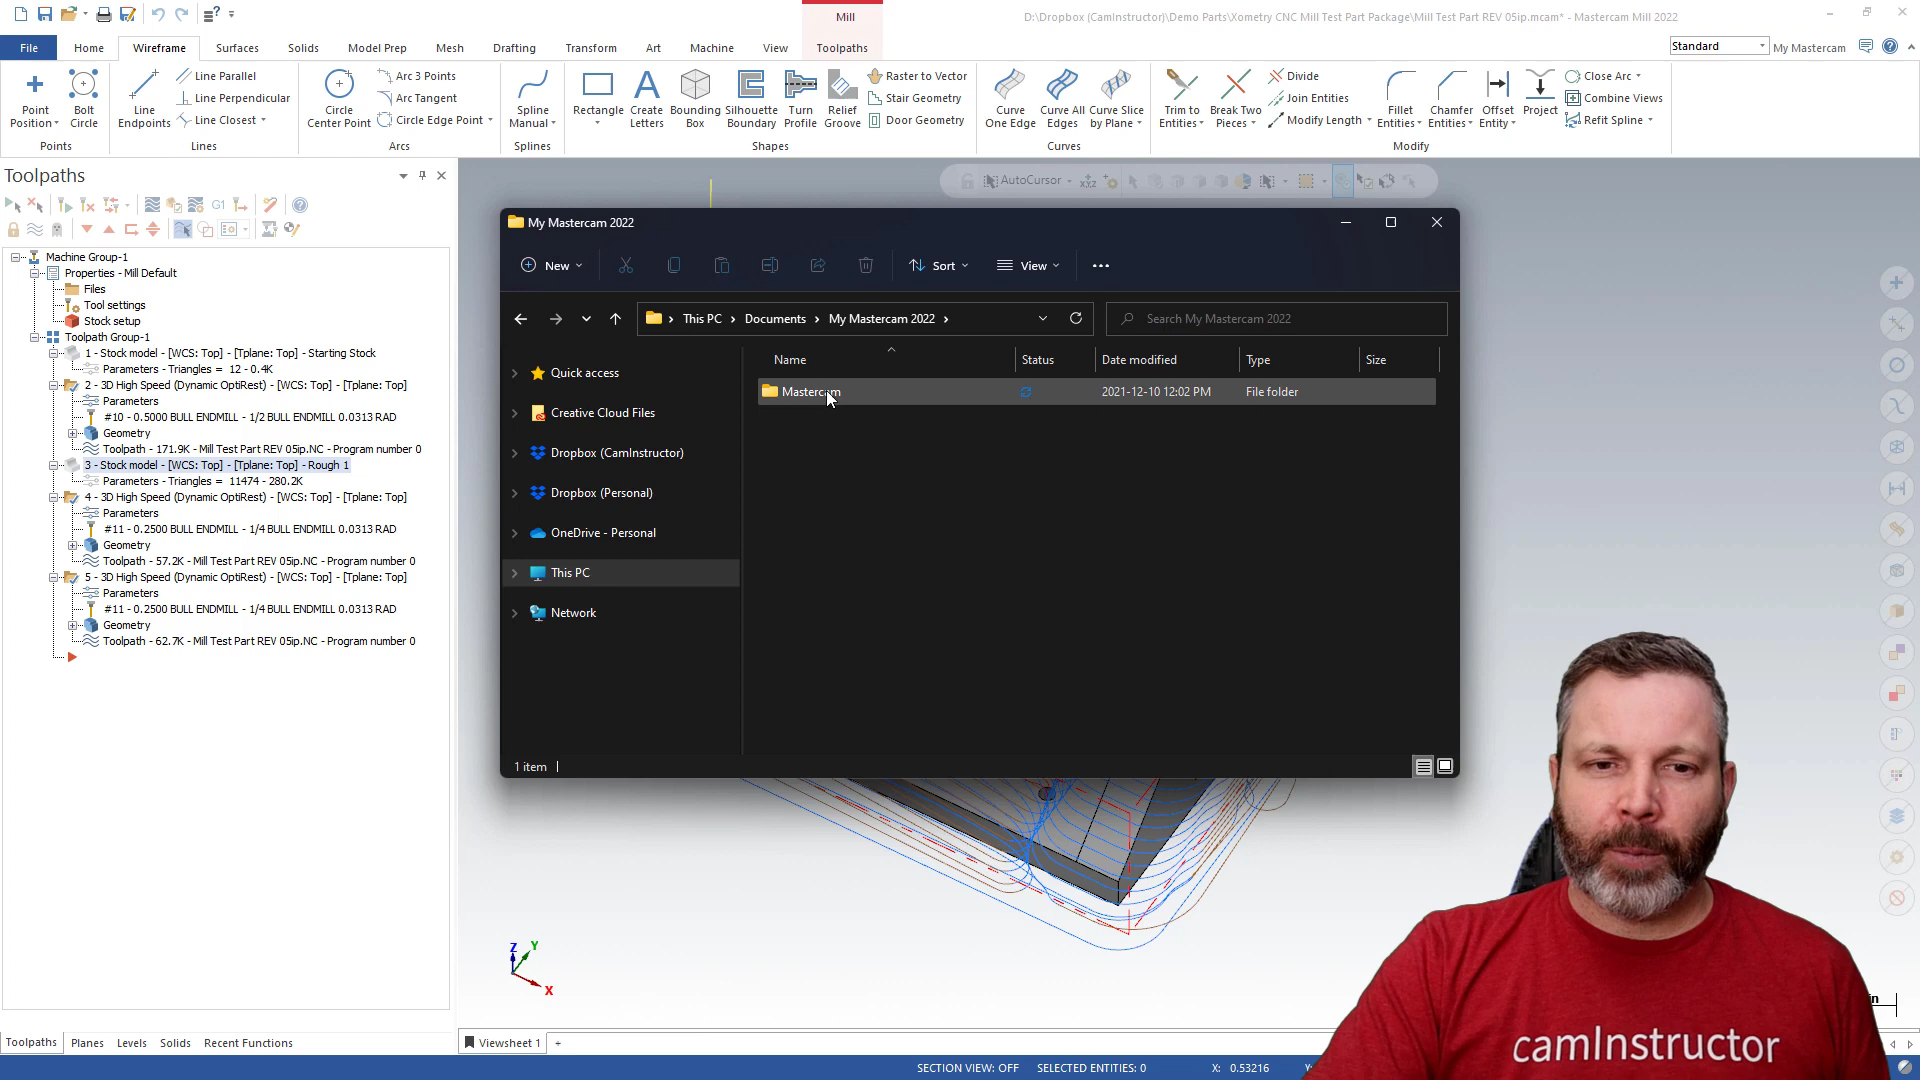 Mill
D:\Dropbox (CamInstructor)\Demo Parts\Xometry CNC Mill Test Part Package\Mill Test Part REV 05ip.mcam* - Mastercam Mill 2022
File Home Wireframe Surfaces Solids Model Prep Mesh Drafting Transform Art Machine View Toolpaths
Standard My Mastercam
Point Position
Bolt Circle
Points
Line Endpoints
Line Parallel
Line Perpendicular
Line Closest
Lines
Circle Center Point
Arc 3 Points
Arc Tangent
Circle Edge Point
Arcs
Spline Manual
Splines
Rectangle
Create Letters
Bounding Box
Silhouette Boundary
Turn Profile
Relief Groove
Raster to Vector
Stair Geometry
Door Geometry
Shapes
Curve One Edge
Curve All Edges
Curve Slice by Plane
Curves
Trim to Entities
Break Two Pieces
Divide
Join Entities
Modify Length
Fillet Entities
Chamfer Entities
Offset Entity
Project
Close Arc
Combine Views
Refit Spline
Modify
Toolpaths
G1
Machine Group-1
Properties - Mill Default
Files
Tool settings
Stock setup
Toolpath Group-1
1 - Stock model - [WCS: Top] - [Tplane: Top] - Starting Stock
Parameters - Triangles = 12 - 0.4K
2 - 3D High Speed (Dynamic OptiRest) - [WCS: Top] - [Tplane: Top]
Parameters
#10 - 0.5000 BULL ENDMILL - 1/2 BULL ENDMILL 0.0313 RAD
Geometry
Toolpath - 171.9K - Mill Test Part REV 05ip.NC - Program number 0
3 - Stock model - [WCS: Top] - [Tplane: Top] - Rough 1
Parameters - Triangles = 11474 - 280.2K
4 - 3D High Speed (Dynamic OptiRest) - [WCS: Top] - [Tplane: Top]
Parameters
#11 - 0.2500 BULL ENDMILL - 1/4 BULL ENDMILL 0.0313 RAD
Geometry
Toolpath - 57.2K - Mill Test Part REV 05ip.NC - Program number 0
5 - 3D High Speed (Dynamic OptiRest) - [WCS: Top] - [Tplane: Top]
Parameters
#11 - 0.2500 BULL ENDMILL - 1/4 BULL ENDMILL 0.0313 RAD
Geometry
Toolpath - 62.7K - Mill Test Part REV 05ip.NC - Program number 0
AutoCursor
My Mastercam 2022
New Sort View
This PC Documents My Mastercam 2022
Search My Mastercam 2022
Name Status Date modified Type Size
Mastercam 2021-12-10 12:02 PM File folder
Quick access
Creative Cloud Files
Dropbox (CamInstructor)
Dropbox (Personal)
OneDrive - Personal
This PC
Network
1 item
Z Y
X
in
camInstructor
Toolpaths Planes Levels Solids Recent Functions
Viewsheet 1 +
SECTION VIEW: OFF SELECTED ENTITIES: 0 X: 0.53216 Y: